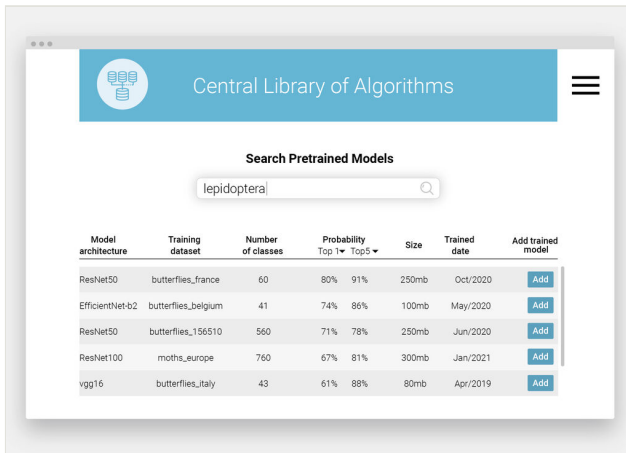 Central Library of Algorithms
Search Pretrained Models
lepidoptera
Model architecture Training dataset Number of classes Probability Top 1 Top5 Size Trained date Add trained model
ResNet50 butterflies_france 60 80% 91% 250mb Oct/2020 Add
EfficientNet-b2 butterflies_belgium 41 74% 86% 100mb May/2020 Add
ResNet50 butterflies_156510 560 71% 78% 250mb Jun/2020 Add
ResNet100 moths_europe 760 67% 81% 300mb Jan/2021 Add
vgg16 butterflies_italy 43 61% 88% 80mb Apr/2019 Add